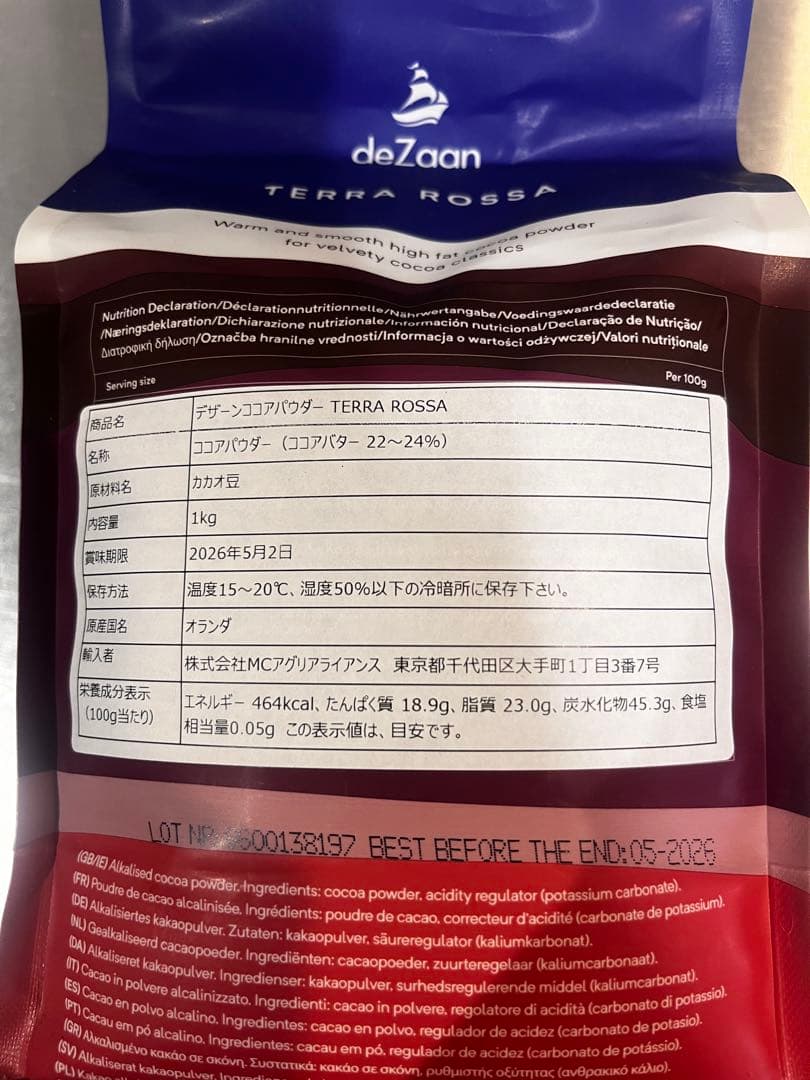 deZaan
TERRA ROSSA
Warm and smooth high fat cocoa powder
for velvety cocoa classics
Nutrition Declaration/Déclarationnutritionnelle/Nährwertangabe/Voedingswaardedeclaratie
/Næringsdeklaration/Dichiarazione nutrizionale/Información nutricional/Declaração de Nutrição/
Διατροφική δήλωση/Označba hranilne vrednosti/Informacja o wartości odżywczej/Valori nutriționale
Serving size Per 100g
商品名 デザーンココアパウダー TERRA ROSSA
名称 ココアパウダー（ココアバター 22～24%）
原材料名 カカオ豆
内容量 1kg
賞味期限 2026年5月2日
保存方法 温度15～20℃、湿度50%以下の冷暗所に保存下さい。
原産国名 オランダ
輸入者 株式会社MCアグリアライアンス 東京都千代田区大手町1丁目3番7号
栄養成分表示 エネルギー 464kcal、たんぱく質 18.9g、脂質 23.0g、炭水化物45.3g、食塩
（100g当たり） 相当量0.05g この表示値は、目安です。
LOT 00138197 BEST BEFORE THE END:05-2026
(GB/IE) Alkalised cocoa powder. Ingredients: cocoa powder, acidity regulator (potassium carbonate).
(FR) Poudre de cacao alcalinisée. Ingrédients: poudre de cacao, correcteur d'acidité (carbonate de potassium).
(DE) Alkalisiertes kakaopulver. Zutaten: kakaopulver, säureregulator (kaliumkarbonat).
(NL) Gealkaliseerd cacaopoeder. Ingrediënten: cacaopoeder, zuurteregelaar (kaliumcarbonaat).
(DA) Alkaliseret kakaopulver. Ingredienser: kakaopulver, surhedsregulerende middel (kaliumcarbonat).
(IT) Cacao in polvere alcalinizzato. Ingredienti: cacao in polvere, regolatore di acidità (carbonato di potassio).
(ES) Cacao en polvo alcalino. Ingredientes: cacao en polvo, regulador de acidez (carbonato de potasio).
(PT) Cacau em pó alcalino. Ingredientes: cacau em pó, regulador de acidez (carbonato de potássio).
(GR) Αλκαλισμένο κακάο σε σκόνη. Συστατικά: κακάο σε σκόνη, ρυθμιστής οξύτητας (ανθρακικό κάλιο).
(SV) Alkaliserat kakaopulver.
(PL)